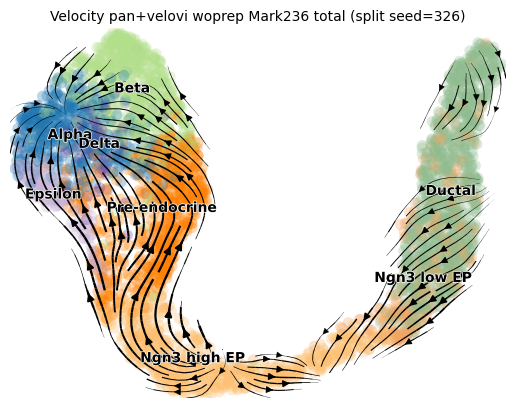 Velocity pan+velovi woprep Mark236 total (split seed=326)
Beta
Alpha
Delta
Epsilon
Ductal
Pre-endocrine
Ngn3 low EP
Ngn3 high EP